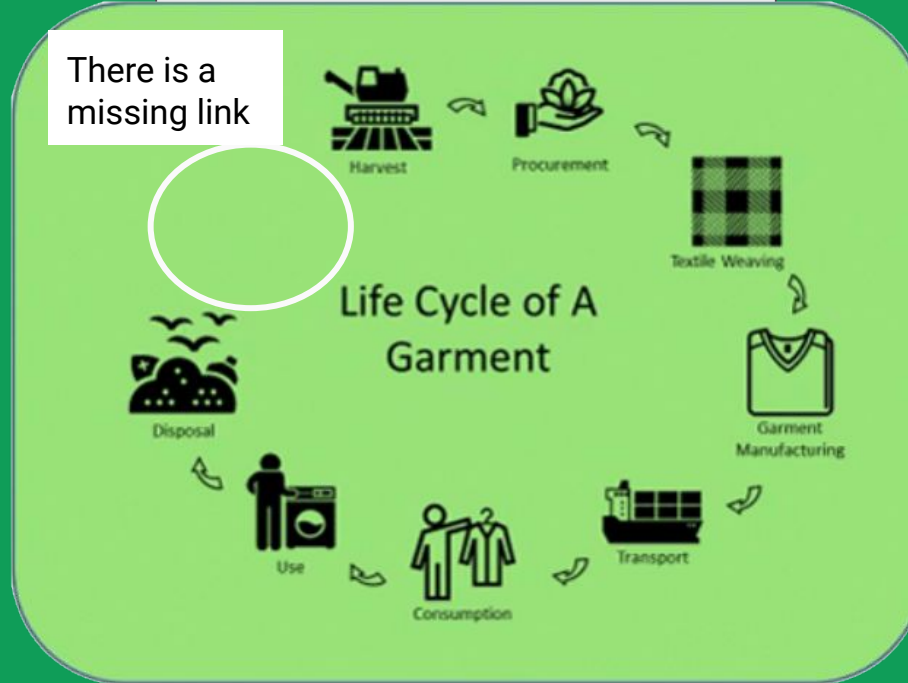 There is a
missing link
Harvest
Procurement
Textile Weaving
Life Cycle of A
Garment
Garment
Manufacturing
Disposal
Use
Transport
Consumption